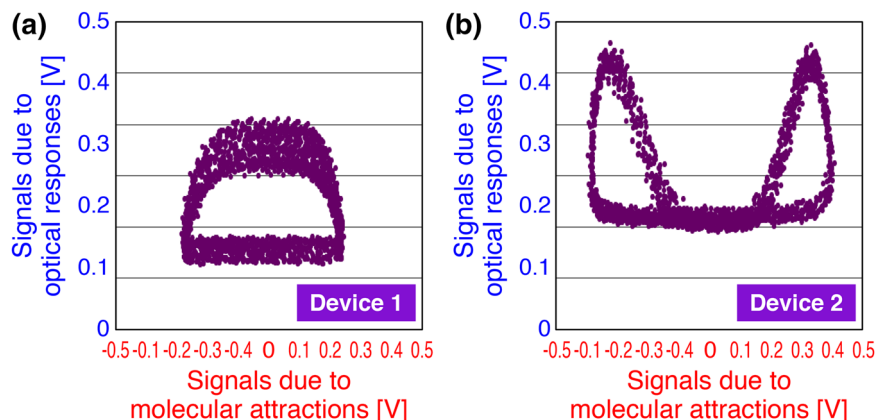 (a)
Signals due to
optical responses [V]
0.5
0.4
0.3
0.2
0.1
0
Device 1
-0.5 -0.1 -0.2 -0.3 -0.4 0 0.1 0.2 0.3 0.4 0.5
Signals due to
molecular attractions [V]
(b)
Signals due to
optical responses [V]
0.5
0.4
0.3
0.2
0.1
0
Device 2
-0.5 -0.1 -0.2 -0.3 -0.4 0 0.1 0.2 0.3 0.4 0.5
Signals due to
molecular attractions [V]